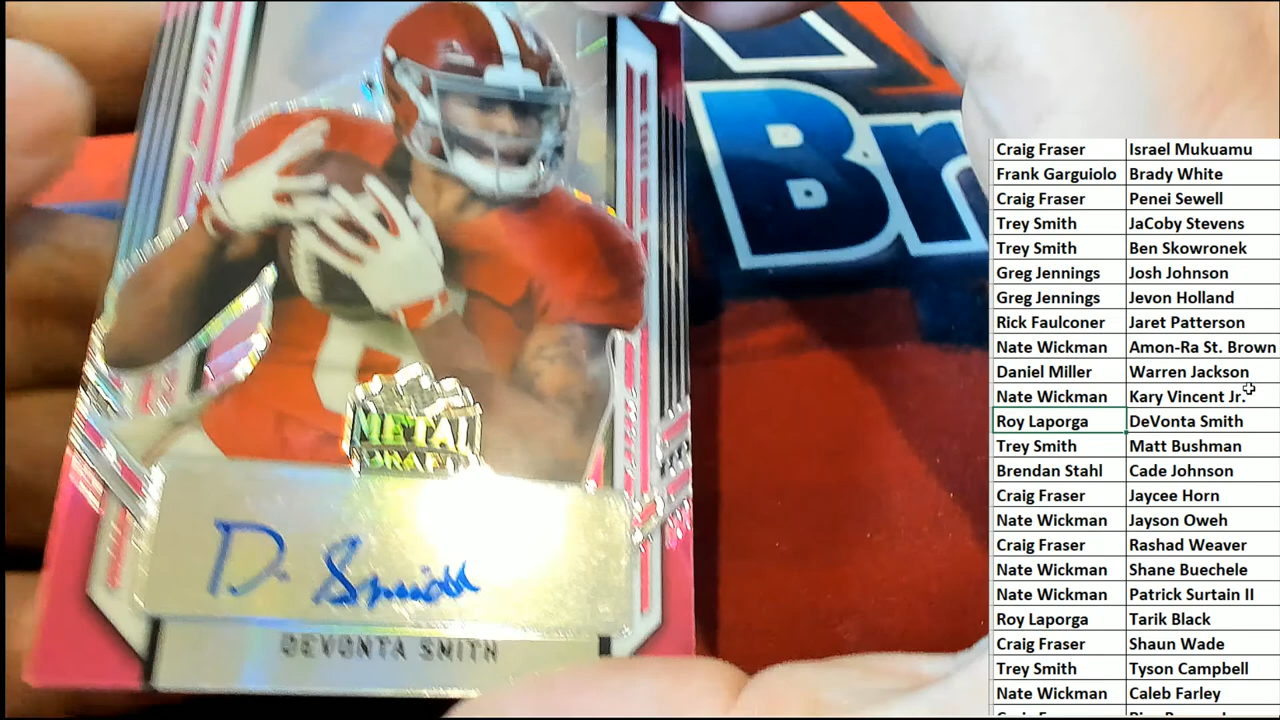 Br
METAL
DRAFT
D. Smith
DEVONTA SMITH
Craig Fraser Israel Mukuamu
Frank Garguiolo Brady White
Craig Fraser Penei Sewell
Trey Smith JaCoby Stevens
Trey Smith Ben Skowronek
Greg Jennings Josh Johnson
Greg Jennings Jevon Holland
Rick Faulconer Jaret Patterson
Nate Wickman Amon-Ra St. Brown
Daniel Miller Warren Jackson
Nate Wickman Kary Vincent Jr.
Roy Laporga DeVonta Smith
Trey Smith Matt Bushman
Brendan Stahl Cade Johnson
Craig Fraser Jaycee Horn
Nate Wickman Jayson Oweh
Craig Fraser Rashad Weaver
Nate Wickman Shane Buechele
Nate Wickman Patrick Surtain II
Roy Laporga Tarik Black
Craig Fraser Shaun Wade
Trey Smith Tyson Campbell
Nate Wickman Caleb Farley